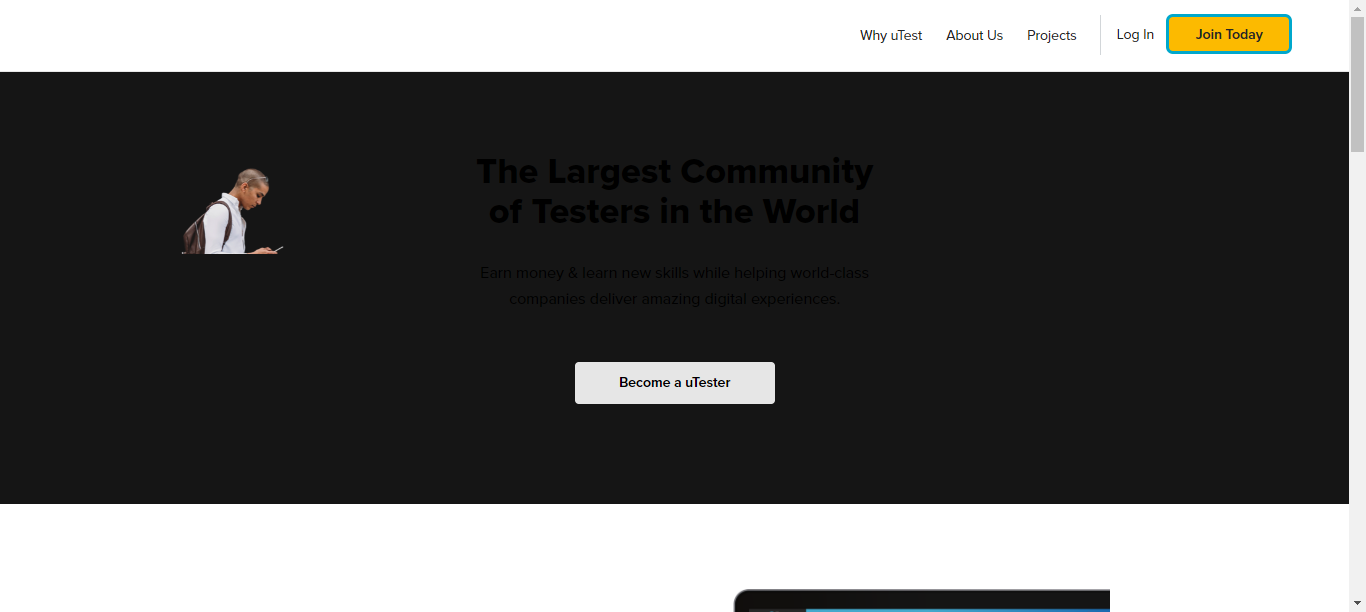 Why uTest
About Us
Projects
Log In
Join Today
The Largest Community
of Testers in the World
Earn money & learn new skills while helping world-class
companies deliver amazing digital experiences.
Become a uTester